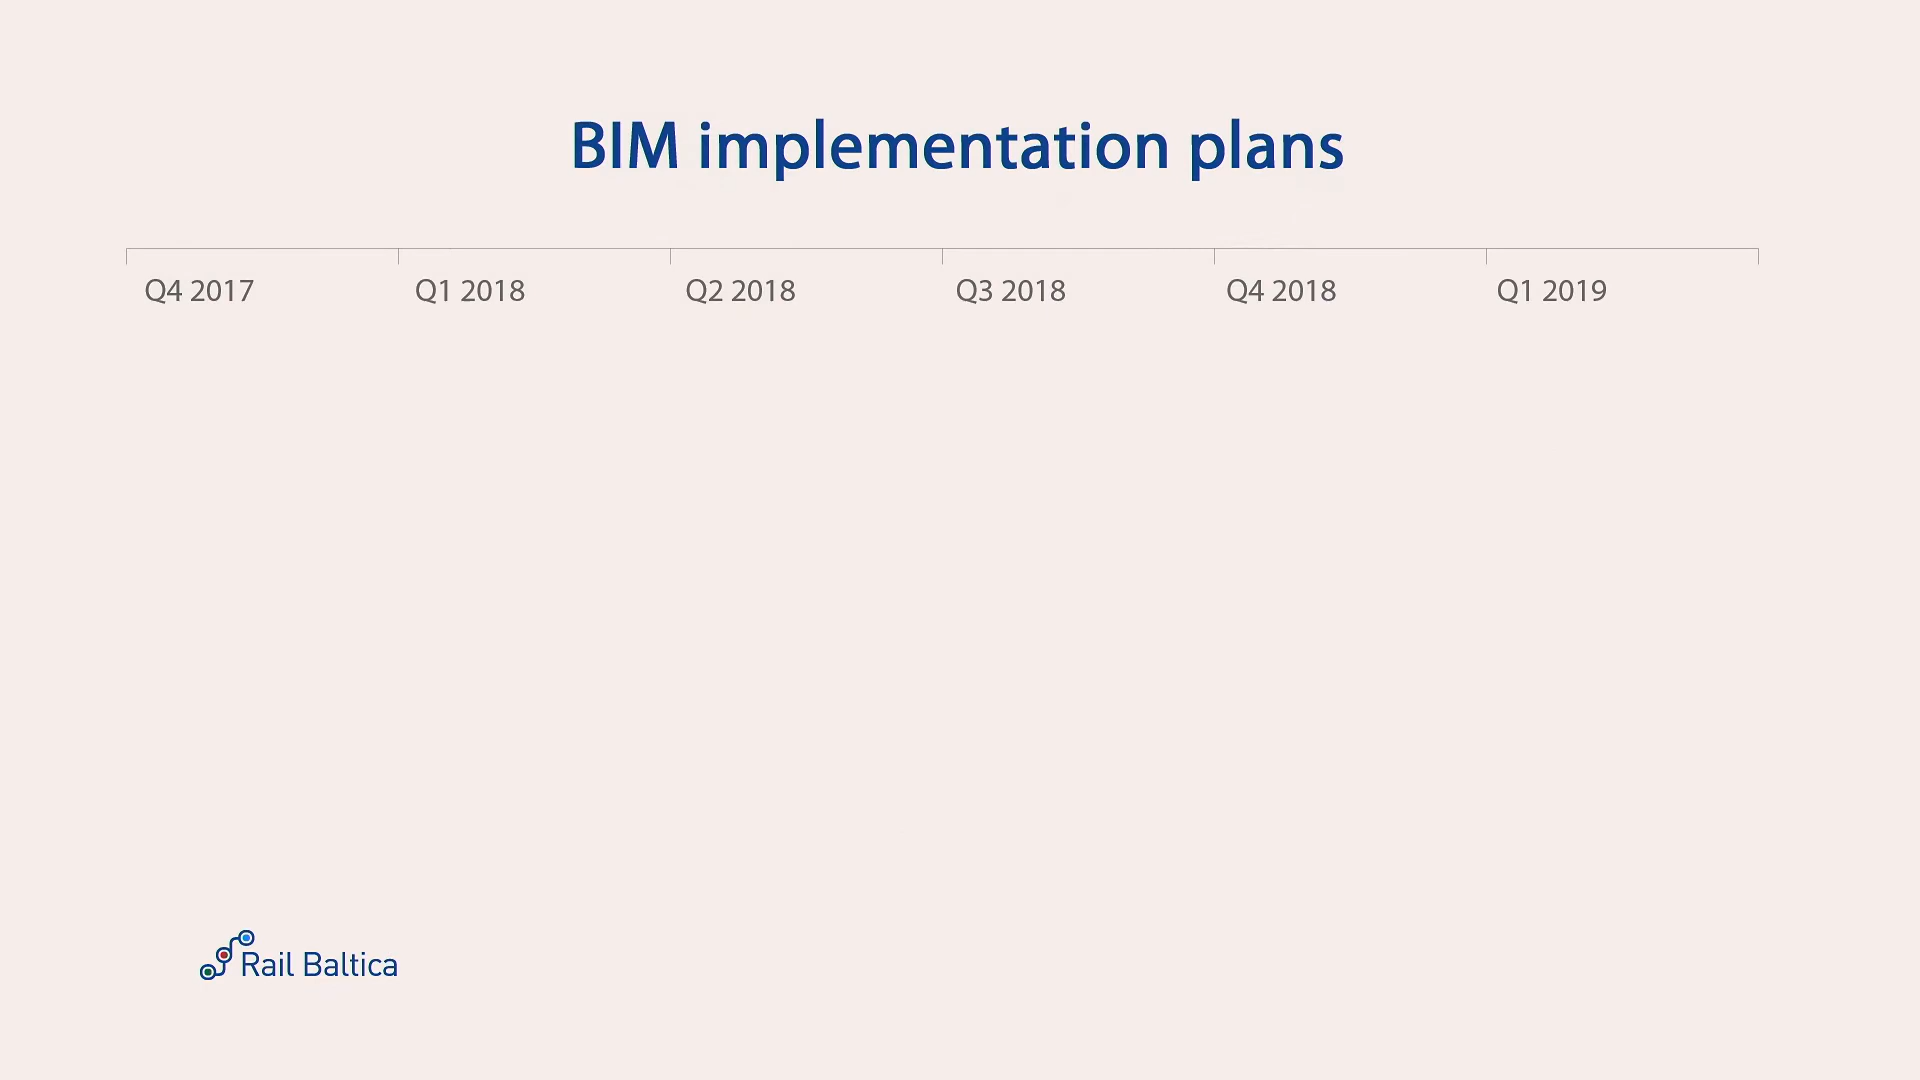 BIM implementation plans
Q4 2017 Q1 2018 Q2 2018 Q3 2018 Q4 2018 Q1 2019
Rail Baltica